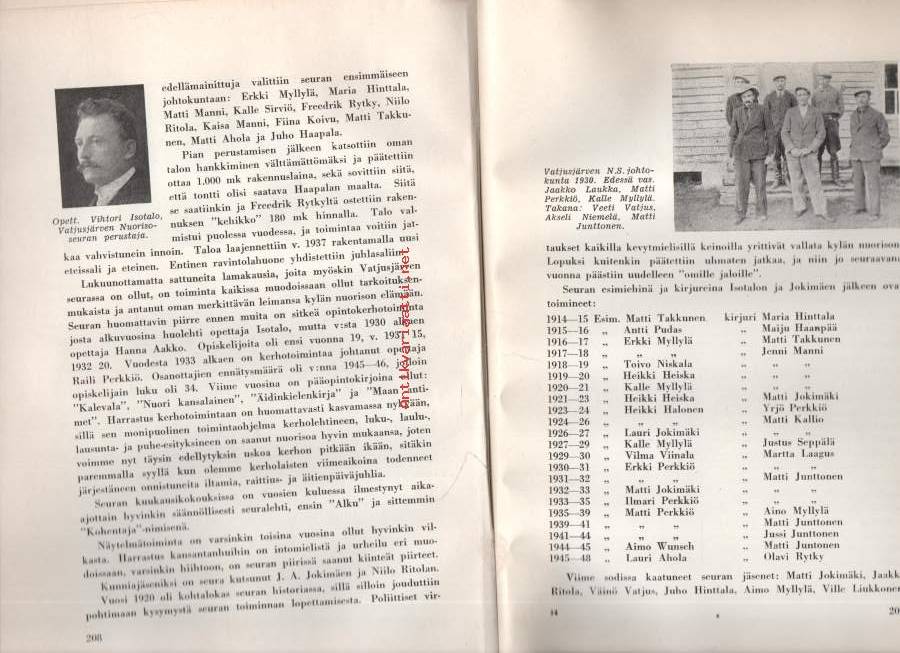 edellämainittuja valittiin seuran ensimmäiseen
johtokuntaan: Erkki Myllylä, Maria Hinttala,
Matti Manni, Kalle Sirviö, Freedrik Rytky, Niilo
Ritola, Kaisa Manni, Fiina Koivu, Matti Takku-
nen, Matti Ahola ja Juho Haapala.
Pian perustamisen jälkeen katsottiin oman
talon hankkiminen välttämättömäksi ja päätettiin
ottaa 1.000 mk rakennuslaina, sekä sovittiin siitä,
että tontti olisi saatava Haapalan maalta. Siitä
se saatiinkin ja Freedrik Rytkyltä ostettiin raken-
nuksen "kehikko" 180 mk hinnalla. Talo val-
mistui puolessa vuodessa, ja toimintaa voitiin jat-
Opett. Vihtori Isotalo,
Vatjusjärven Nuoriso-
seuran perustaja.
kaa vahvistunein innoin. Taloa laajennettiin v. 1937 rakentamalla uusi
eteissali ja eteinen. Entinen ravintolahuone yhdistettiin juhlasaliin.
Lukuunottamatta sattuneita lamakausia, joita myöskin Vatjusjärven
seurassa on ollut, on toiminta kaikissa muodoissaan ollut tarkoituksen-
mukaista ja antanut oman merkittävän leimansa kylän nuorison elämään.
Seuran huomattavin piirre ennen muita on sitkeä opintokerhotoiminta
josta alkuvuosina huolehti opettaja Isotalo, mutta v:sta 1930 alkaen
opettaja Hanna Aakko. Opiskelijoita oli ensi vuonna 19, v. 1931 15,
1932 20. Vuodesta 1933 alkaen on kerhotoimintaa johtanut opettaja
Raili Perkkiö. Osanottajien ennätysmäärä oli v:nna 1945—46, jolloin
opiskelijain luku oli 34. Viime vuosina on pääopintokirjoina ollut:
"Kalevala", "Nuori kansalainen", "Äidinkielenkirja" ja "Maan anti-
met". Harrastus kerhotoimintaan on huomattavasti kasvamassa nykyään,
sillä sen monipuolinen toimintaohjelma kerholehtineen, luku-, laulu-,
lausunta- ja puhe-esityksineen on saanut nuorisoa hyvin mukaansa, joten
voimme nyt täysin edellytyksin uskoa kerhon pitkään ikään, sitäkin
paremmalla syyllä kun olemme kerholaisten viimeaikoina todenneet
järjestäneen onnistuneita iltamia, raittius- ja äitienpäiväjuhlia.
Seuran kuukausikokouksissa on vuosien kuluessa ilmestynyt aika-
ajottain hyvinkin säännöllisesti seuralehti, ensin "Alku" ja sittemmin
"Kohentaja"-nimisenä.
Näytelmätoiminta on varsinkin toisina vuosina ollut hyvinkin vil-
kasta. Harrastus kansantanhuihin on intomielistä ja urheilu eri muo-
doissaan, varsinkin hiihtoon, on seuran piirissä saanut kiinteät piirteet.
Kunniajäseniksi on seura kutsunut J. A. Jokimäen ja Niilo Ritolan.
Vuosi 1920 oli kohtalokas seuran historiassa, sillä silloin jouduttiin
pohtimaan kysymystä seuran toiminnan lopettamisesta. Poliittiset vir-
208
antikvariaatti.net
Vatjusjärven N.S. johto-
kunta 1930. Edessä vas.
Jaakko Laukka, Matti
Perkkiö, Kalle Myllylä.
Takana: Veeti Vatjus,
Akseli Niemelä, Matti
Junttonen.
taukset kaikilla kevytmielisillä keinoilla yrittivät vallata kylän nuorison
Lopuksi kuitenkin päätettiin uhmaten jatkaa, ja niin jo seuraavana
vuonna päästiin uudelleen "omille jaloille".
Seuran esimiehinä ja kirjureina Isotalon ja Jokimäen jälkeen ova
toimineet:
1914—15 Esim. Matti Takkunen kirjuri Maria Hinttala
1915—16 „ Antti Pudas „ Maiju Haanpää
1916—17 „ Erkki Myllylä „ Matti Takkunen
1917—18 „ „ „ „ Jenni Manni
1918—19 „ Toivo Niskala „ „ „
1919—20 „ Heikki Heiska „ „ „
1920—21 „ Kalle Myllylä „ „ „
1921—23 „ Heikki Heiska „ Matti Jokimäki
1923—24 „ Heikki Halonen „ Yrjö Perkkiö
1924—26 „ „ „ „ Matti Kallio
1926—27 „ Lauri Jokimäki „ „ „
1927—29 „ Kalle Myllylä „ Justus Seppälä
1929—30 „ Vilma Viinala „ Martta Laagus
1930—31 „ Erkki Perkkiö „ „ „
1931—32 „ „ „ „ Matti Junttonen
1932—33 „ Matti Jokimäki „ „ „
1933—35 „ Ilmari Perkkiö „ „ „
1935—39 „ Matti Perkkiö „ Aino Myllylä
1939—41 „ „ „ „ Matti Junttonen
1941—44 „ „ „ „ Jussi Junttonen
1944—45 „ Aimo Wunsch „ Matti Juntonen
1945—48 „ Lauri Ahola „ Olavi Rytky
Viime sodissa kaatuneet seuran jäsenet: Matti Jokimäki, Jaakk
Ritola, Väinö Vatjus, Juho Hinttala, Aimo Myllylä, Ville Liukkonen
14
20